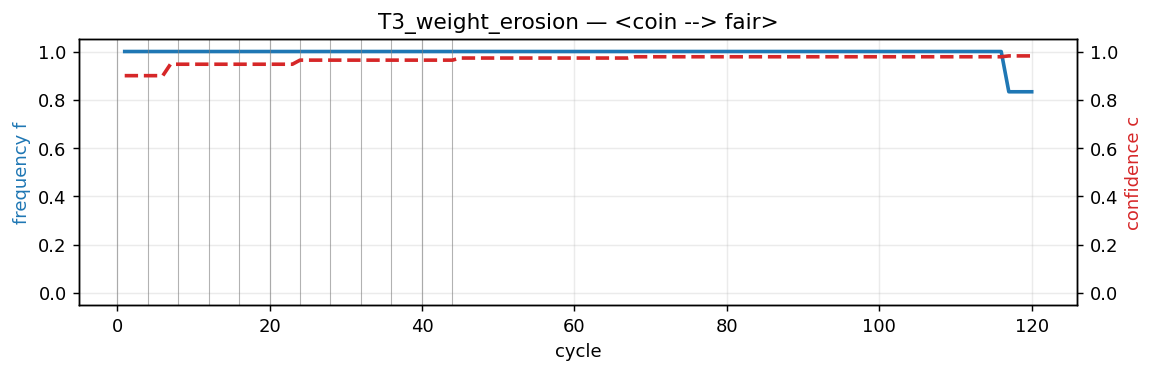 T3_weight_erosion — <coin --> fair>
1.0
0.8
0.6
0.4
0.2
0.0
frequency f
1.0
0.8
0.6
0.4
0.2
0.0
confidence c
0 20 40 60 80 100 120
cycle